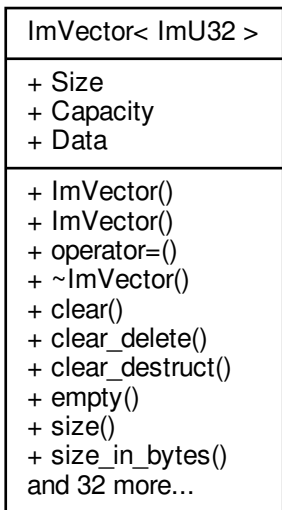 ImVector< ImU32 >
+ Size
+ Capacity
+ Data
+ ImVector()
+ ImVector()
+ operator=()
+ ~ImVector()
+ clear()
+ clear_delete()
+ clear_destruct()
+ empty()
+ size()
+ size_in_bytes()
and 32 more...